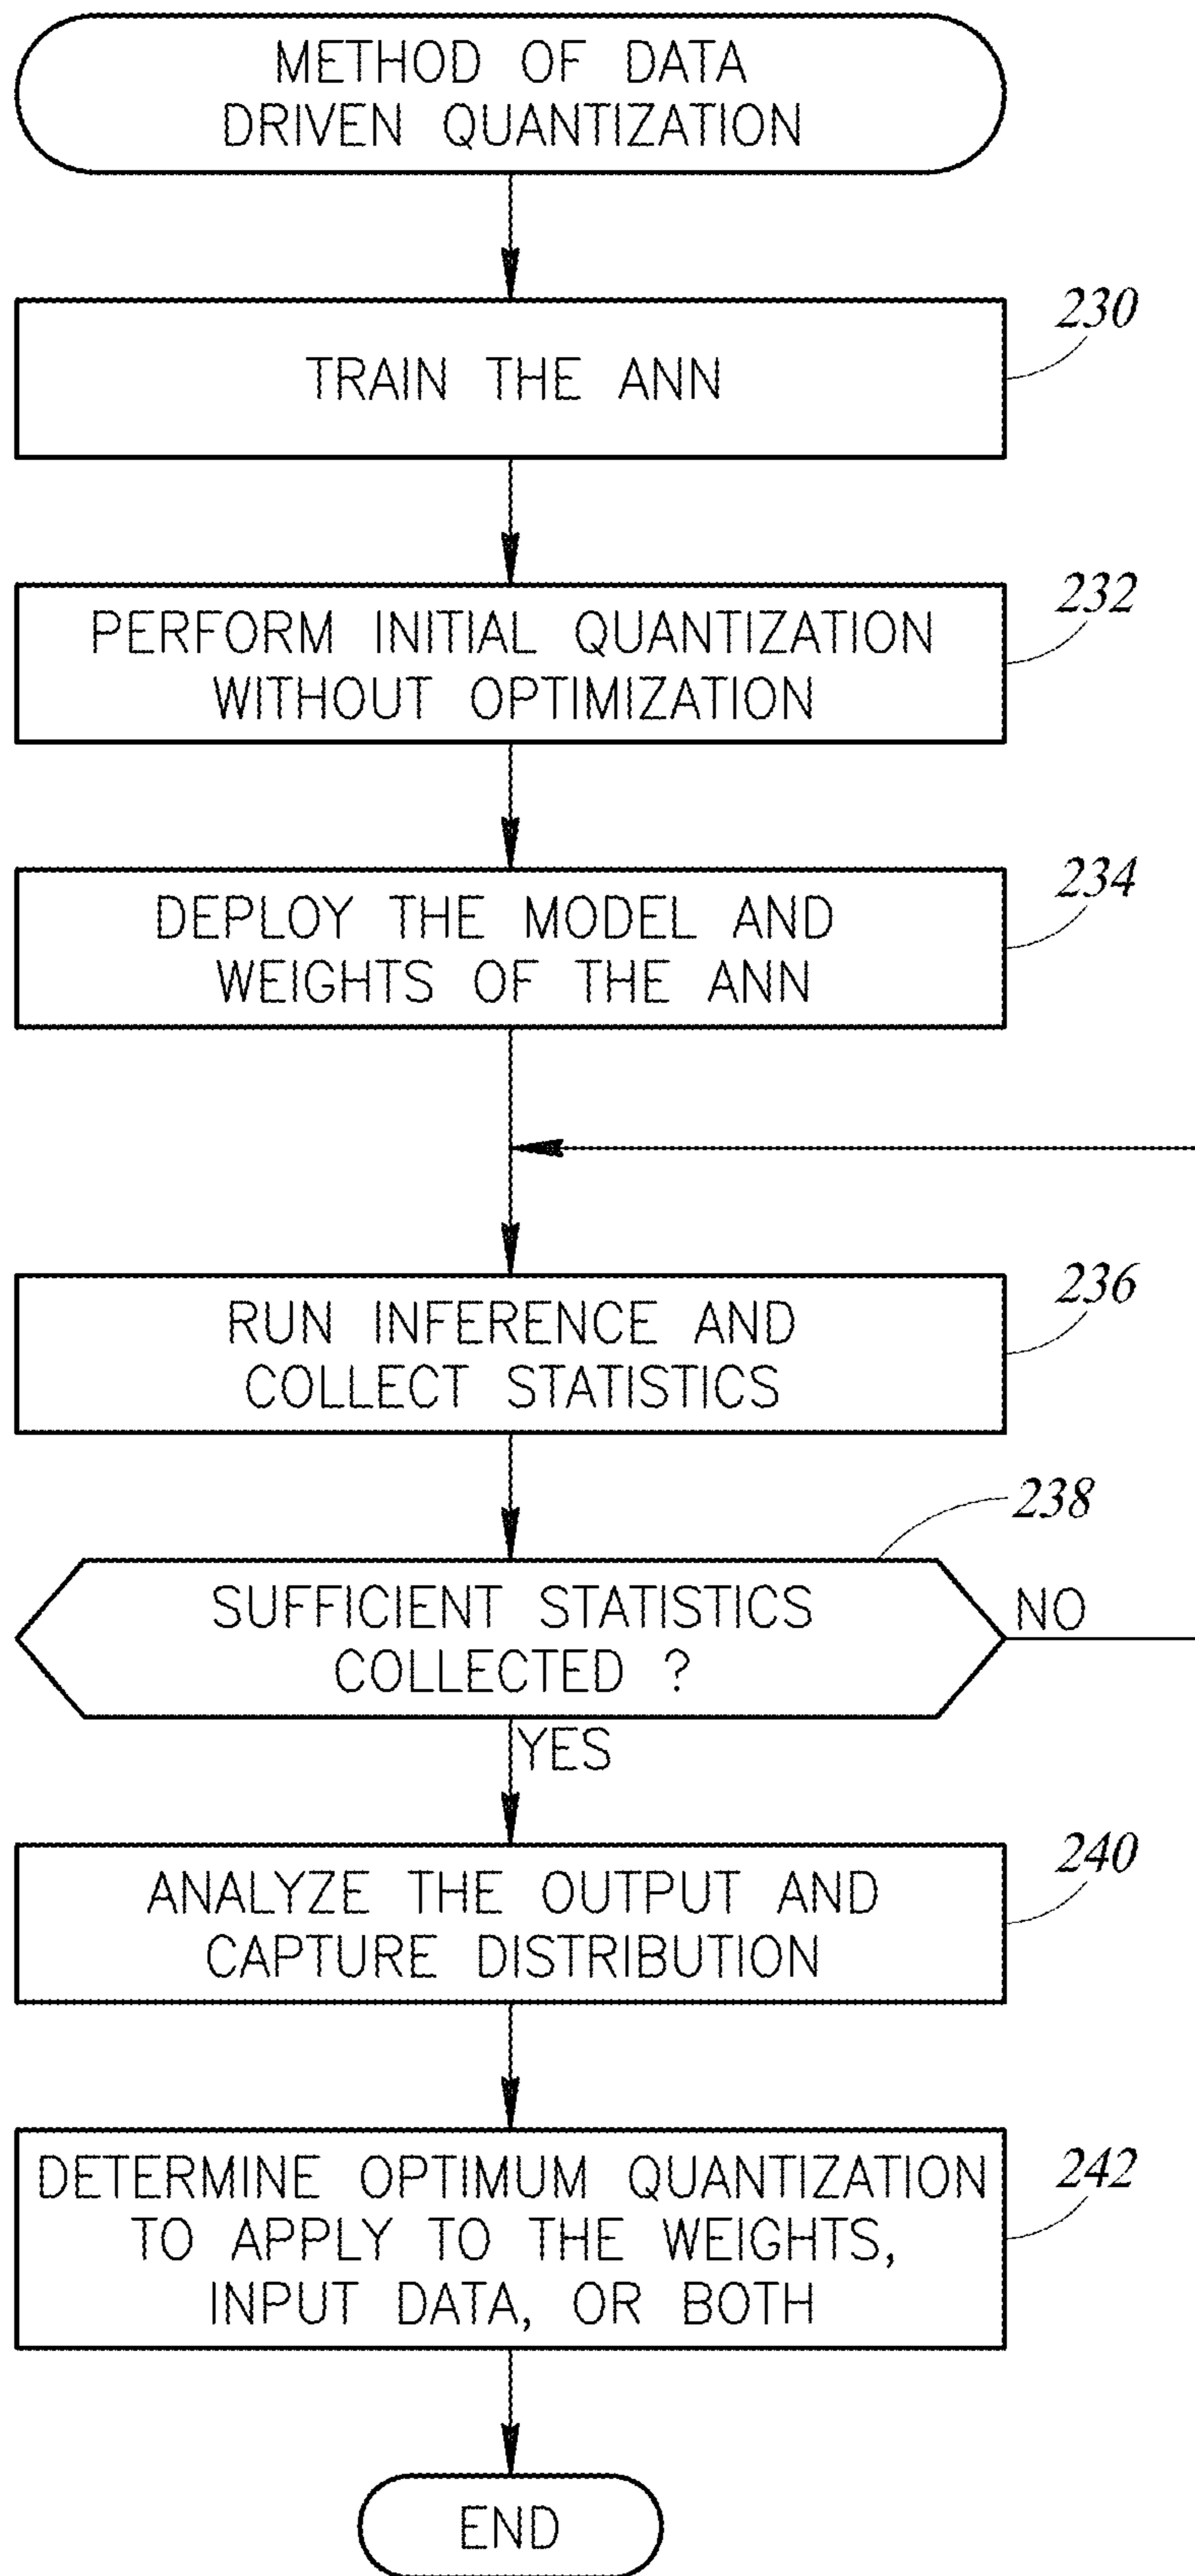 METHOD OF DATA
DRIVEN QUANTIZATION
230
TRAIN THE ANN
232
PERFORM INITIAL QUANTIZATION
WITHOUT OPTIMIZATION
234
DEPLOY THE MODEL AND
WEIGHTS OF THE ANN
236
RUN INFERENCE AND
COLLECT STATISTICS
238
SUFFICIENT STATISTICS
COLLECTED ?
NO
YES
240
ANALYZE THE OUTPUT AND
CAPTURE DISTRIBUTION
242
DETERMINE OPTIMUM QUANTIZATION
TO APPLY TO THE WEIGHTS,
INPUT DATA, OR BOTH
END